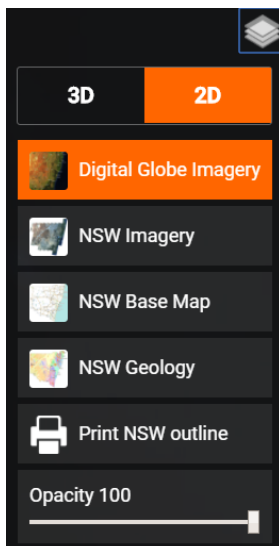 3D 2D
Digital Globe Imagery
NSW Imagery
NSW Base Map
NSW Geology
Print NSW outline
Opacity 100